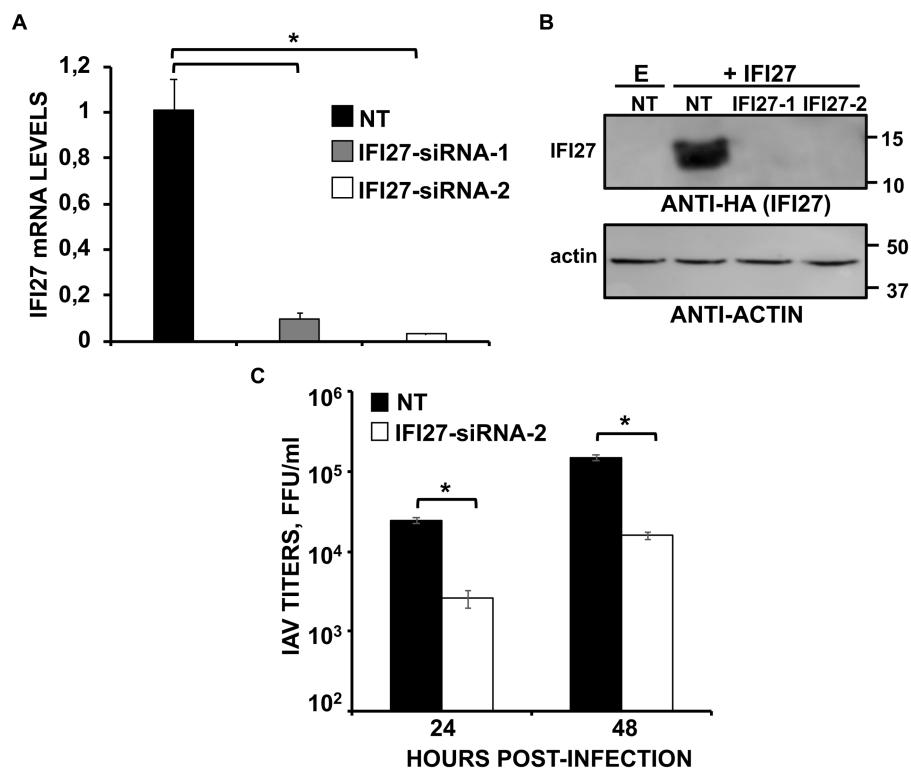 A
IFI27 mRNA LEVELS
1,2
1
0,8
0,6
0,4
0,2
0
*
NT
IFI27-siRNA-1
IFI27-siRNA-2
B
E + IFI27
NT NT IFI27-1 IFI27-2
IFI27
15
10
ANTI-HA (IFI27)
actin
50
37
ANTI-ACTIN
C
IAV TITERS, FFU/ml
10⁶
10⁵
10⁴
10³
10²
NT
IFI27-siRNA-2
*
*
24 48
HOURS POST-INFECTION